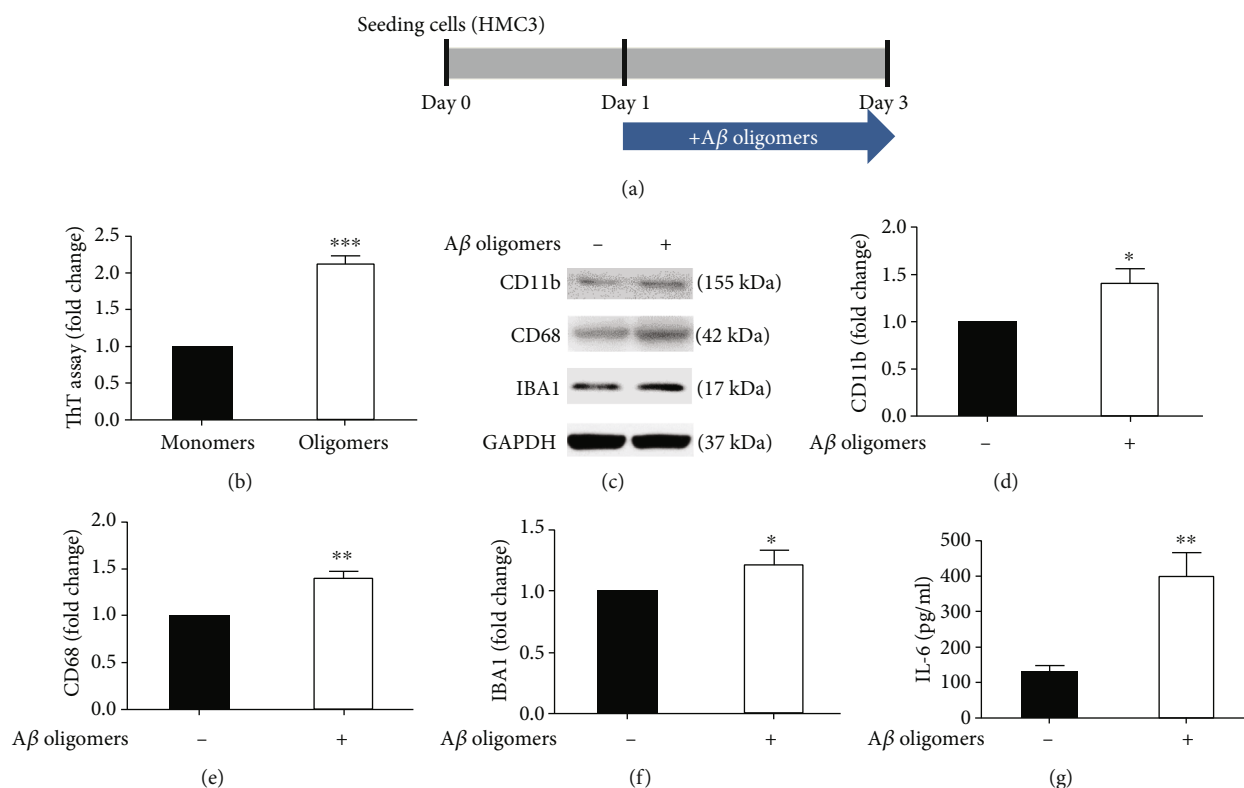 Seeding cells (HMC3)
Day 0 Day 1 Day 3
+Aβ oligomers
(a)
ThT assay (fold change)
2.5
2.0
1.5
1.0
0.5
0.0
***
Monomers Oligomers
(b)
Aβ oligomers – +
CD11b (155 kDa)
CD68 (42 kDa)
IBA1 (17 kDa)
GAPDH (37 kDa)
(c)
CD11b (fold change)
2.0
1.5
1.0
0.5
0.0
*
Aβ oligomers – +
(d)
CD68 (fold change)
2.0
1.5
1.0
0.5
0.0
**
Aβ oligomers – +
(e)
IBA1 (fold change)
1.5
1.0
0.5
0.0
*
Aβ oligomers – +
(f)
IL-6 (pg/ml)
500
400
300
200
100
0
**
Aβ oligomers – +
(g)